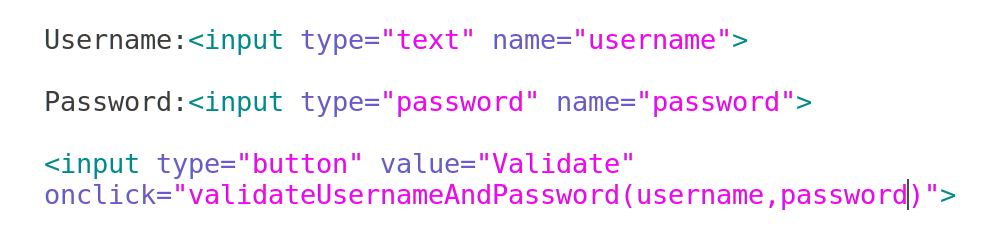 Username:<input type="text" name="username">
Password:<input type="password" name="password">
<input type="button" value="Validate"
onclick="validateUsernameAndPassword(username,password)">